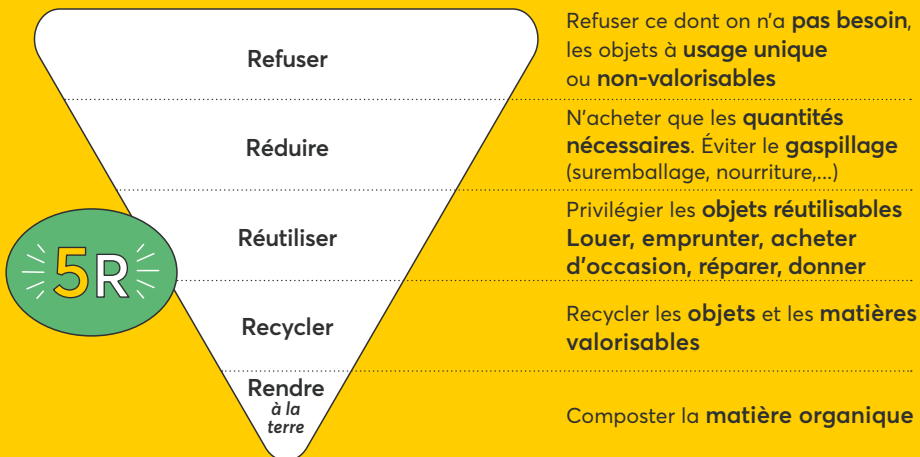 Refuser
Refuser ce dont on n'a pas besoin,
les objets à usage unique
ou non-valorisables
Réduire
N'acheter que les quantités
nécessaires. Éviter le gaspillage
(suremballage, nourriture,...)
Réutiliser
Privilégier les objets réutilisables
Louer, emprunter, acheter
d'occasion, réparer, donner
5R
Recycler
Recycler les objets et les matières
valorisables
Rendre
à la
terre
Composter la matière organique